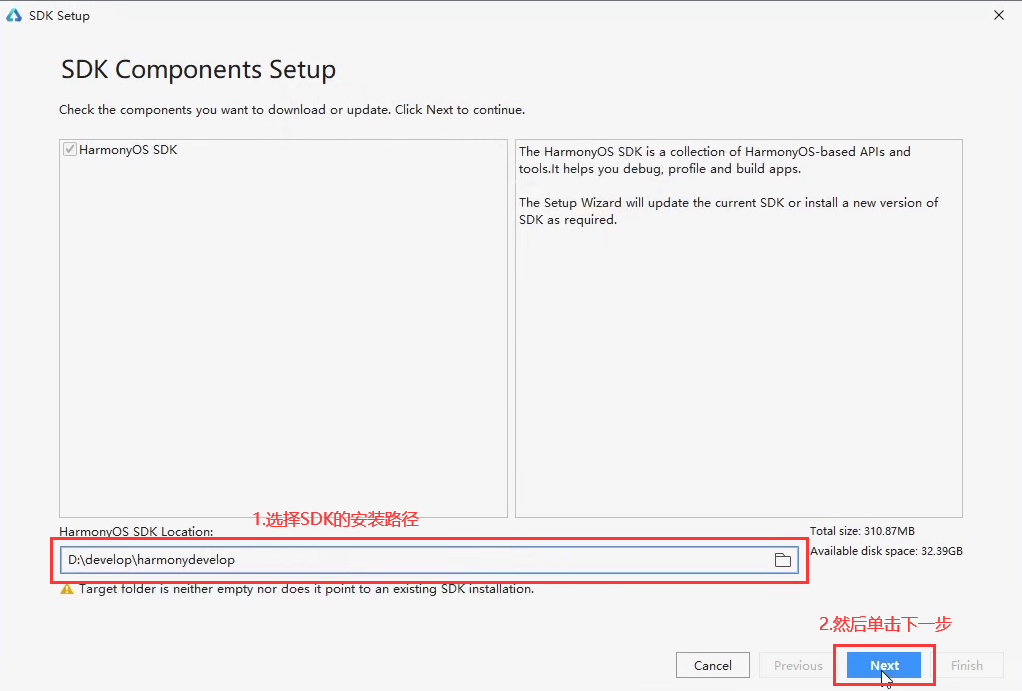 SDK Setup
SDK Components Setup
Check the components you want to download or update. Click Next to continue.
HarmonyOS SDK
The HarmonyOS SDK is a collection of HarmonyOS-based APIs and
tools.It helps you debug, profile and build apps.
The Setup Wizard will update the current SDK or install a new version of
SDK as required.
1.选择SDK的安装路径
HarmonyOS SDK Location:
D:\develop\harmonydevelop
Target folder is neither empty nor does it point to an existing SDK installation.
Total size: 310.87MB
Available disk space: 32.39GB
2.然后单击下一步
Cancel
Previous
Next
Finish